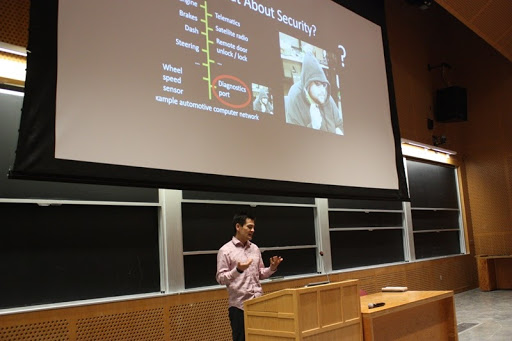 t About Security?
Engine
Telematics
Brakes
Satellite radio
Dash
Remote door
unlock / lock
Steering
...
...
Wheel
speed
sensor
Diagnostics
port
xample automotive computer network
?